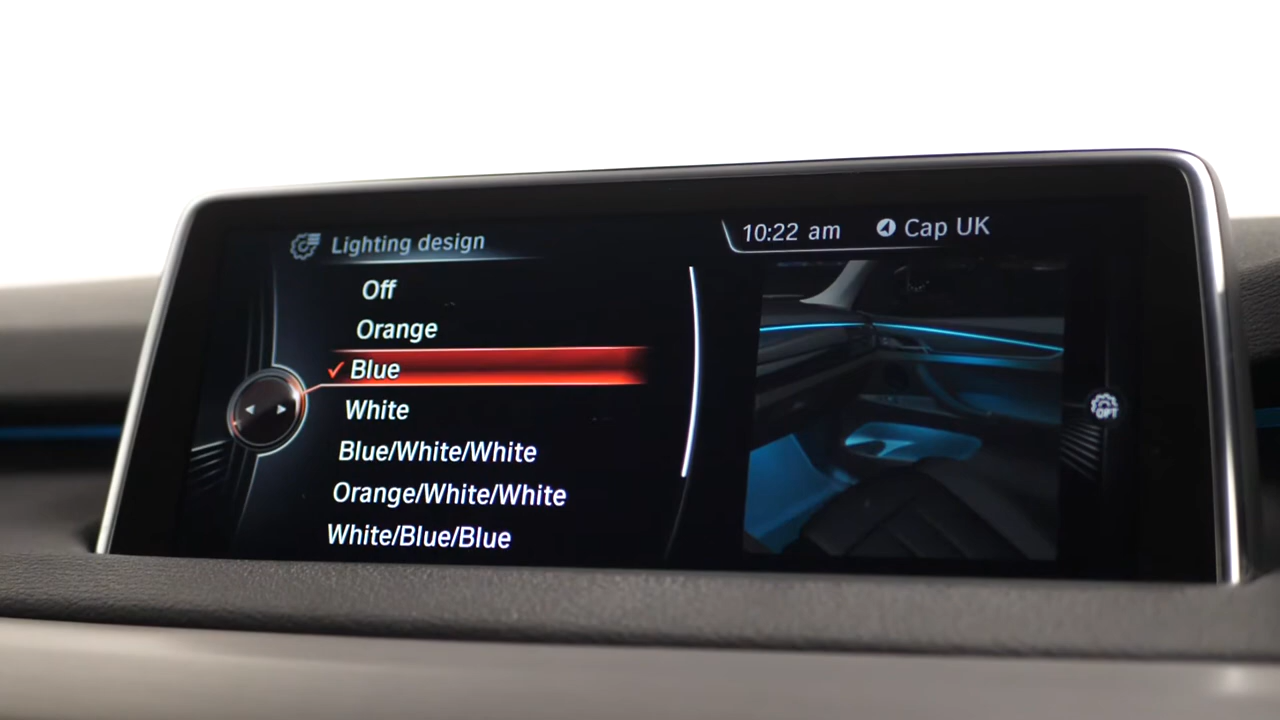 Lighting design
10:22 am
Cap UK
Off
Orange
✓ Blue
White
Blue/White/White
Orange/White/White
White/Blue/Blue
OPT